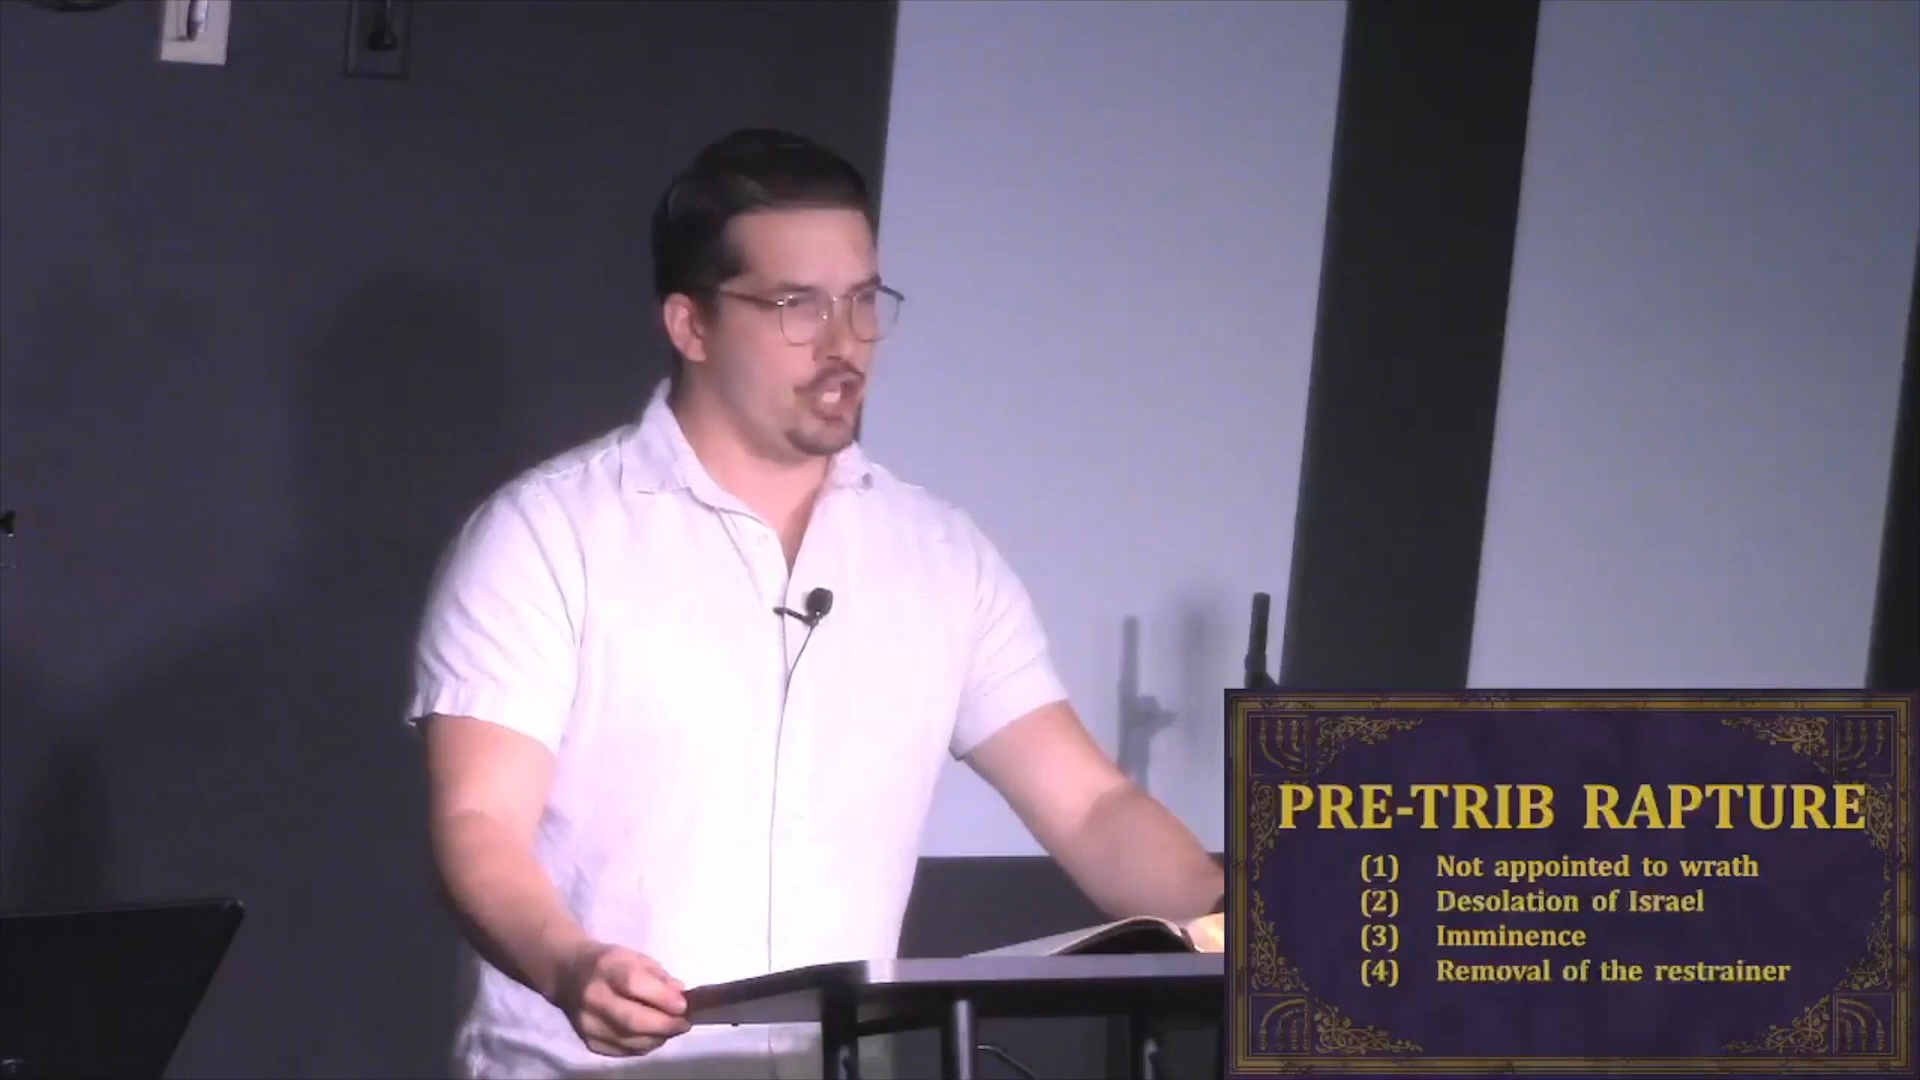 PRE-TRIB RAPTURE
(1) Not appointed to wrath
(2) Desolation of Israel
(3) Imminence
(4) Removal of the restrainer